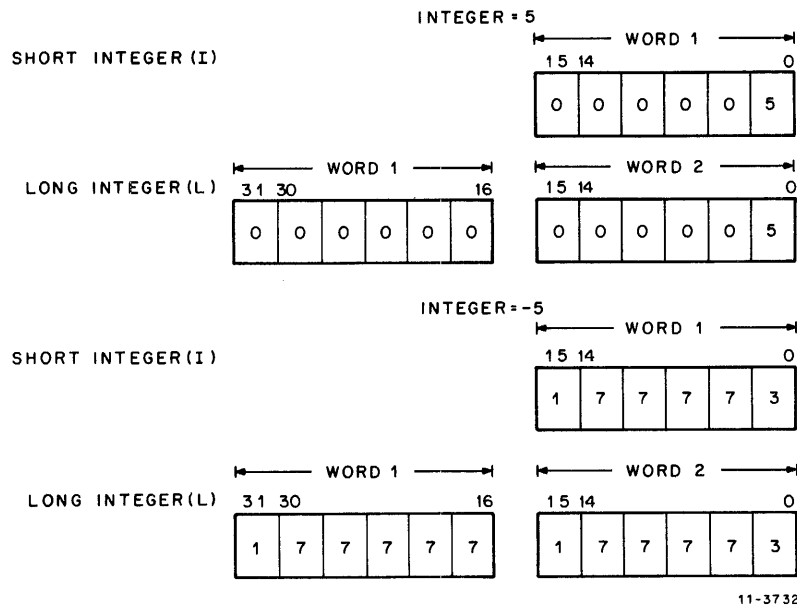 INTEGER = 5
WORD 1
SHORT INTEGER (I)
15 14 0
0 0 0 0 0 5
WORD 1 WORD 2
LONG INTEGER (L)
31 30 16 15 14 0
0 0 0 0 0 0 0 0 0 0 0 5
INTEGER = -5
WORD 1
SHORT INTEGER (I)
15 14 0
1 7 7 7 7 3
WORD 1 WORD 2
LONG INTEGER (L)
31 30 16 15 14 0
1 7 7 7 7 7 1 7 7 7 7 3
11-3732